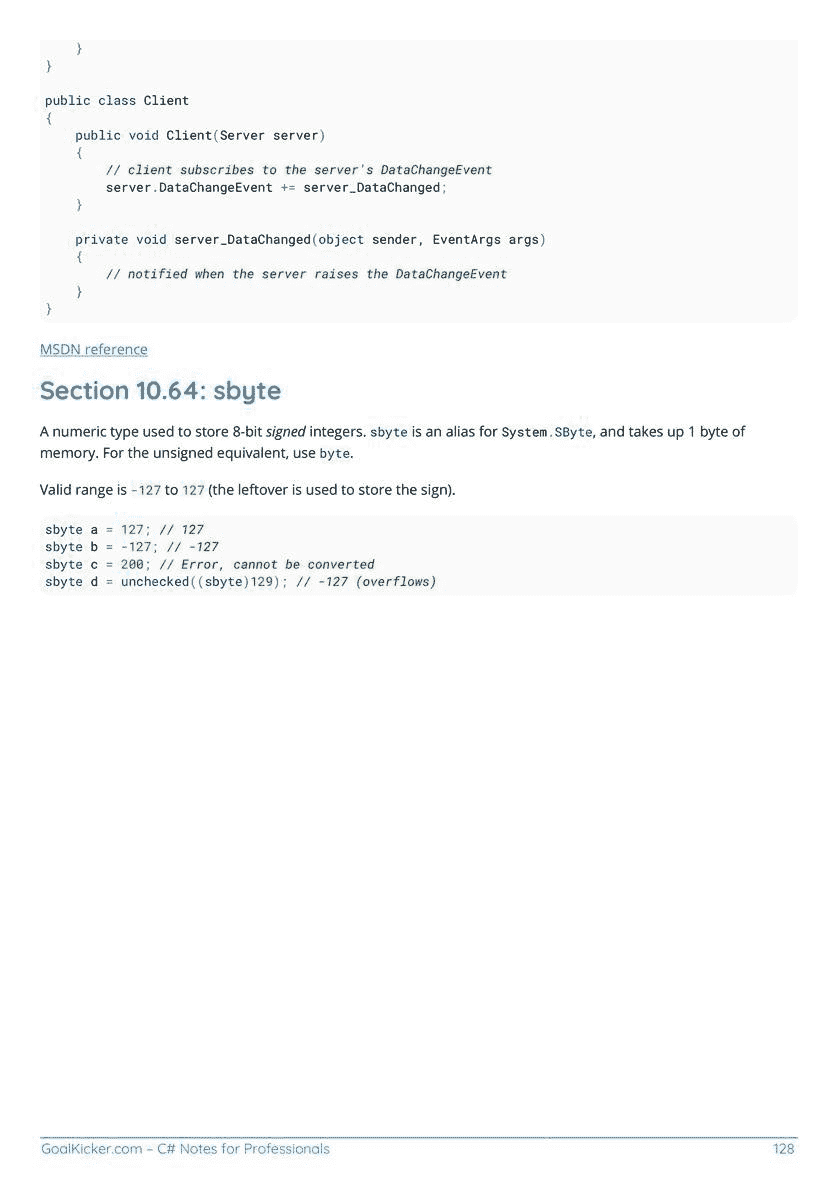 }
}

public class Client
{
    public void Client(Server server)
    {
        // client subscribes to the server's DataChangeEvent
        server.DataChangeEvent += server_DataChanged;
    }

    private void server_DataChanged(object sender, EventArgs args)
    {
        // notified when the server raises the DataChangeEvent
    }
}
MSDN reference
Section 10.64: sbyte
A numeric type used to store 8-bit signed integers. sbyte is an alias for System.SByte, and takes up 1 byte of
memory. For the unsigned equivalent, use byte.
Valid range is -127 to 127 (the leftover is used to store the sign).
sbyte a = 127; // 127
sbyte b = -127; // -127
sbyte c = 200; // Error, cannot be converted
sbyte d = unchecked((sbyte)129); // -127 (overflows)
GoalKicker.com – C# Notes for Professionals 128